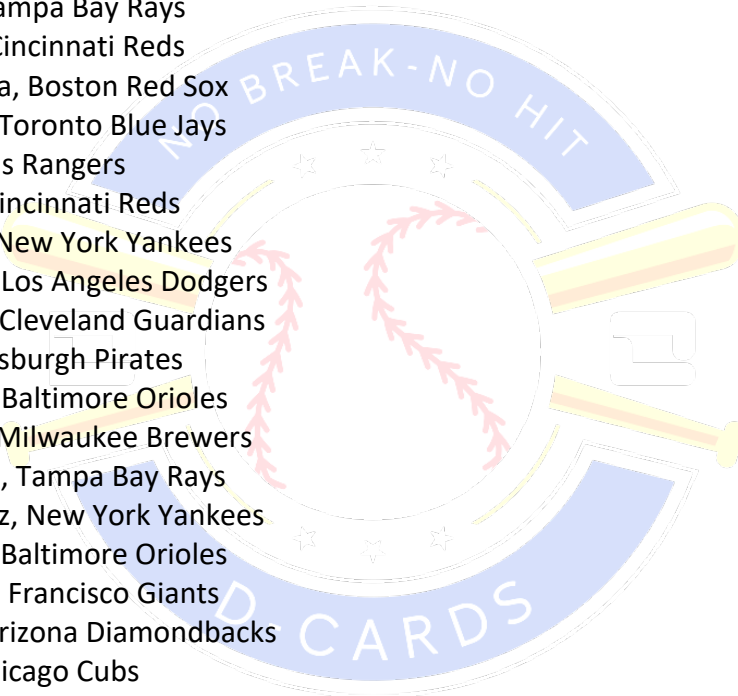 ampa Bay Rays
Cincinnati Reds
a, Boston Red Sox
Toronto Blue Jays
s Rangers
incinnati Reds
New York Yankees
Los Angeles Dodgers
Cleveland Guardians
sburgh Pirates
Baltimore Orioles
Milwaukee Brewers
, Tampa Bay Rays
z, New York Yankees
Baltimore Orioles
Francisco Giants
rizona Diamondbacks
icago Cubs
NO BREAK-NO HIT
D-CARDS